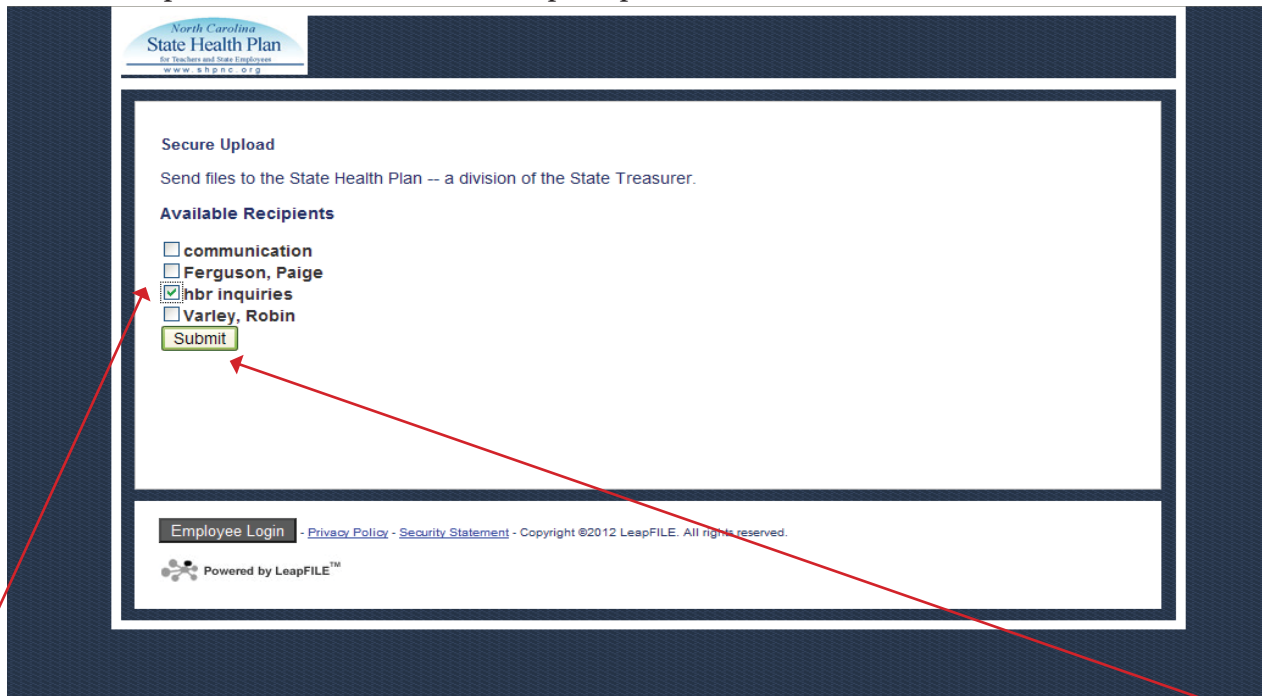 North Carolina
State Health Plan
for Teachers and State Employees
www.shpnc.org
Secure Upload
Send files to the State Health Plan -- a division of the State Treasurer.
Available Recipients
communication
Ferguson, Paige
hbr inquiries
Varley, Robin
Submit
Employee Login - Privacy Policy - Security Statement - Copyright ©2012 LeapFILE. All rights reserved.
Powered by LeapFILE™